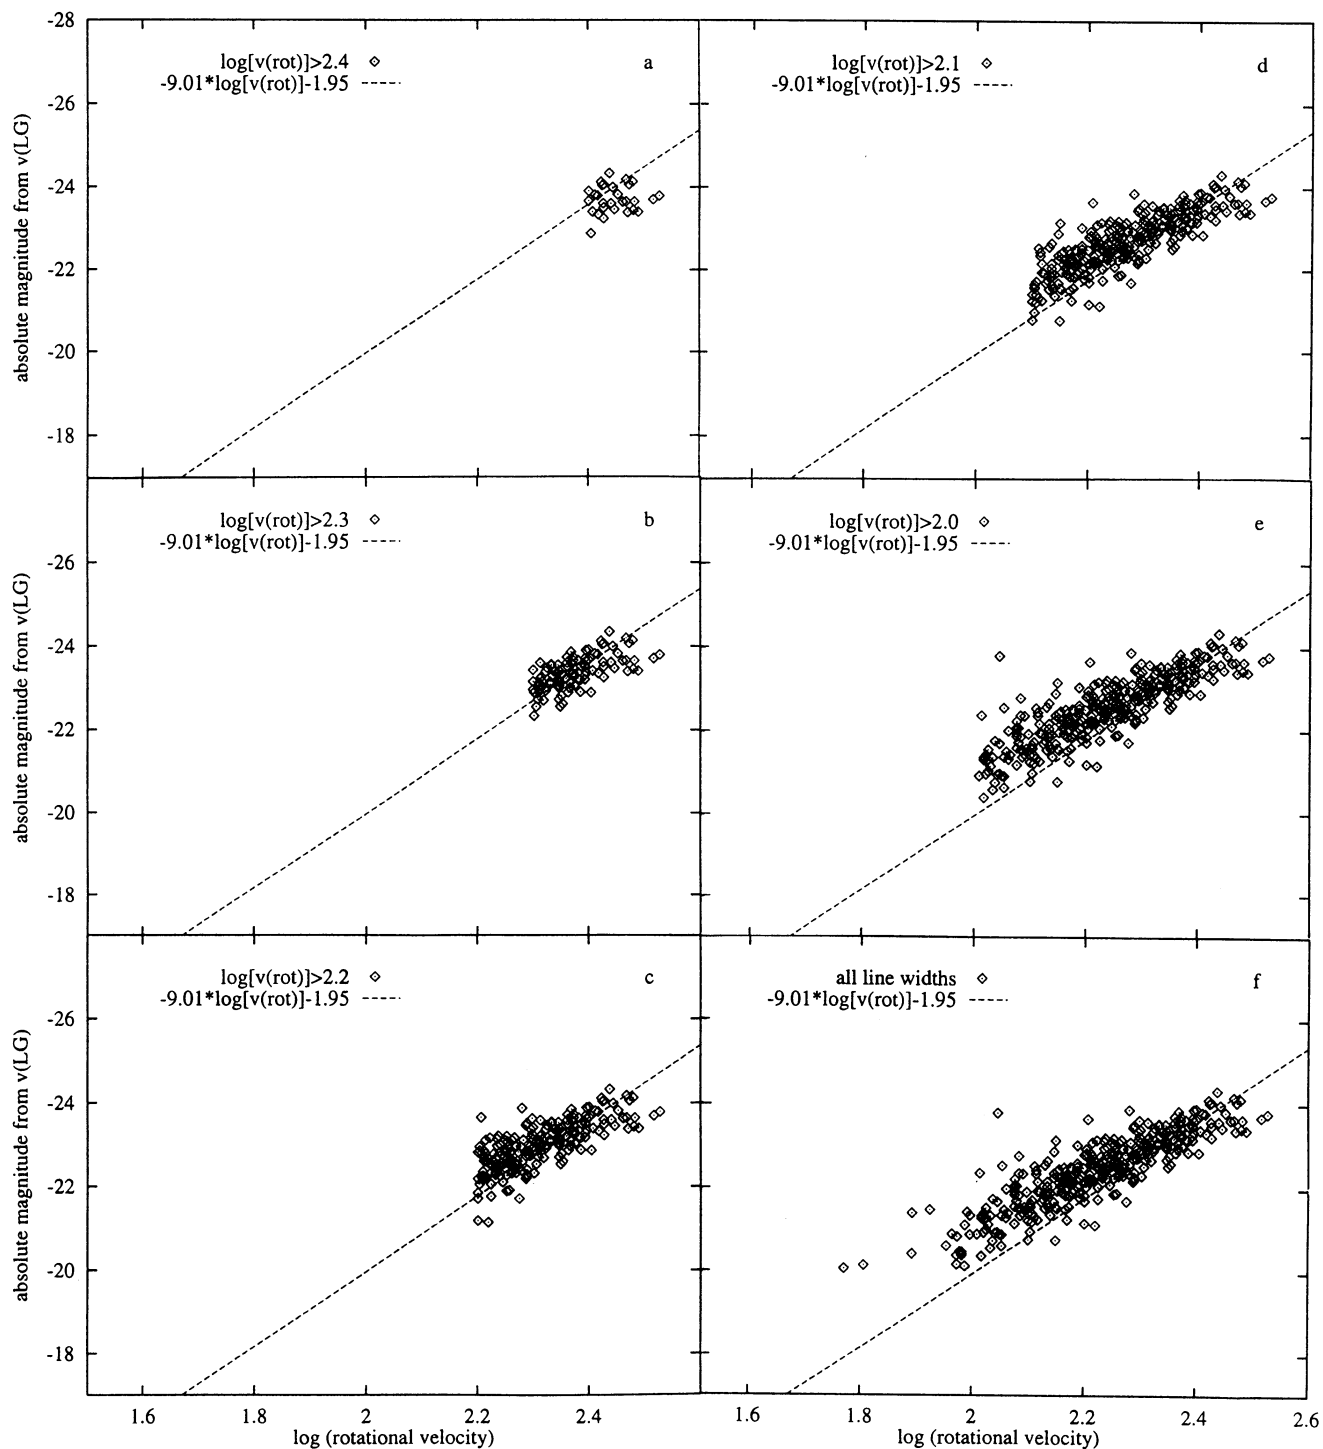 -28
-26
-24
-22
-20
-18
absolute magnitude from v(LG)
log[v(rot)]>2.4
-9.01*log[v(rot)]-1.95
a
log[v(rot)]>2.1
-9.01*log[v(rot)]-1.95
d
-26
-24
-22
-20
-18
absolute magnitude from v(LG)
log[v(rot)]>2.3
-9.01*log[v(rot)]-1.95
b
log[v(rot)]>2.0
-9.01*log[v(rot)]-1.95
e
-26
-24
-22
-20
-18
absolute magnitude from v(LG)
log[v(rot)]>2.2
-9.01*log[v(rot)]-1.95
c
all line widths
-9.01*log[v(rot)]-1.95
f
1.6 1.8 2 2.2 2.4
log (rotational velocity)
1.6 1.8 2 2.2 2.4 2.6
log (rotational velocity)